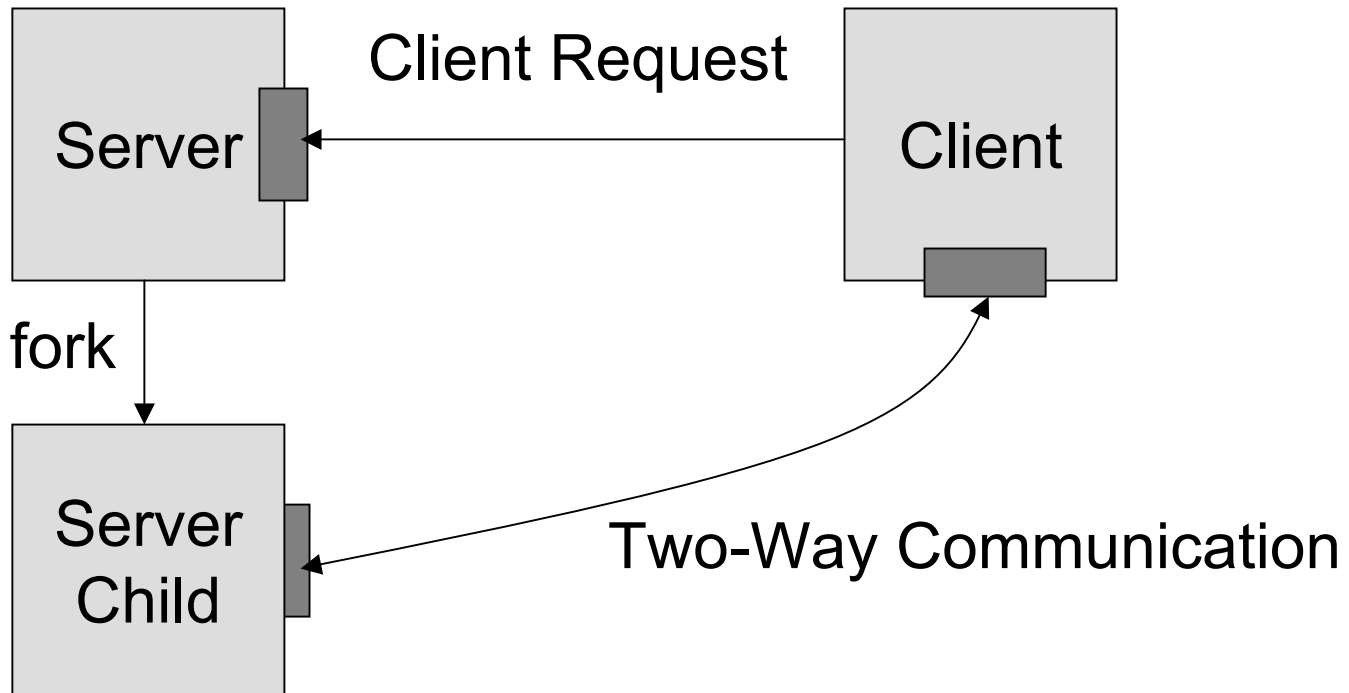 Client Request
Server
Client
fork
Server
Child
Two-Way Communication